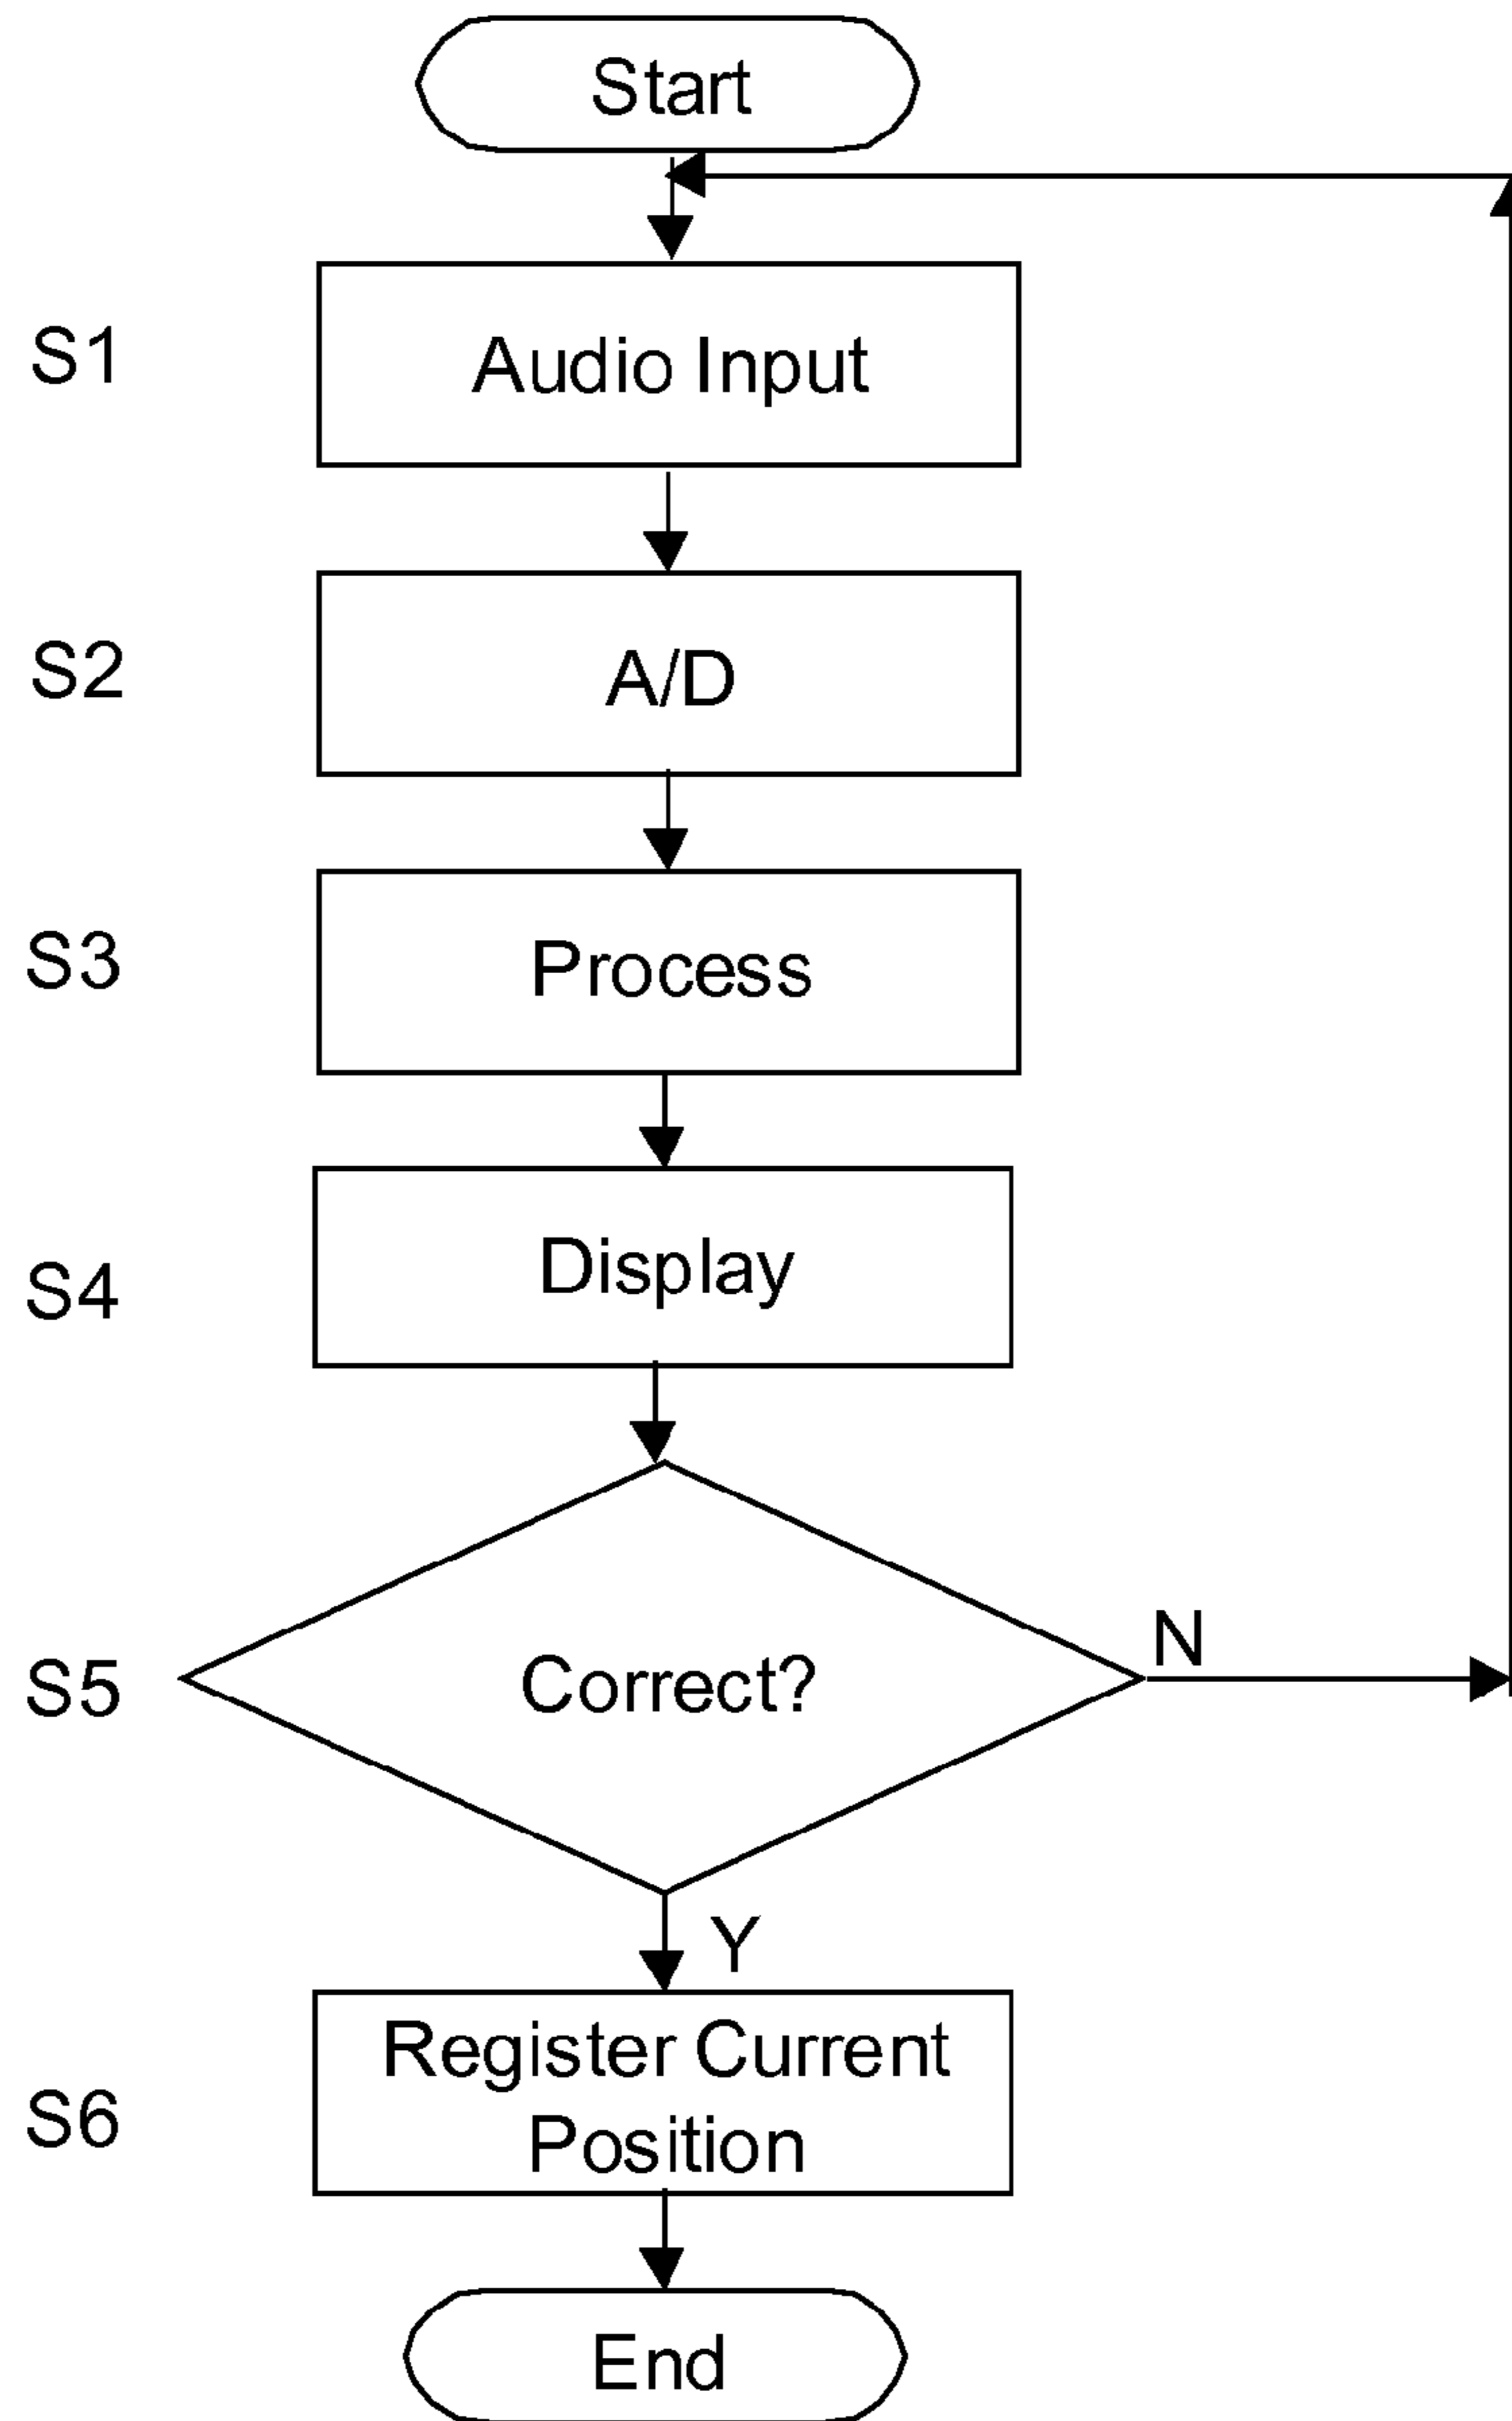 Start
S1
Audio Input
S2
A/D
S3
Process
S4
Display
S5
Correct?
N
Y
S6
Register Current
Position
End